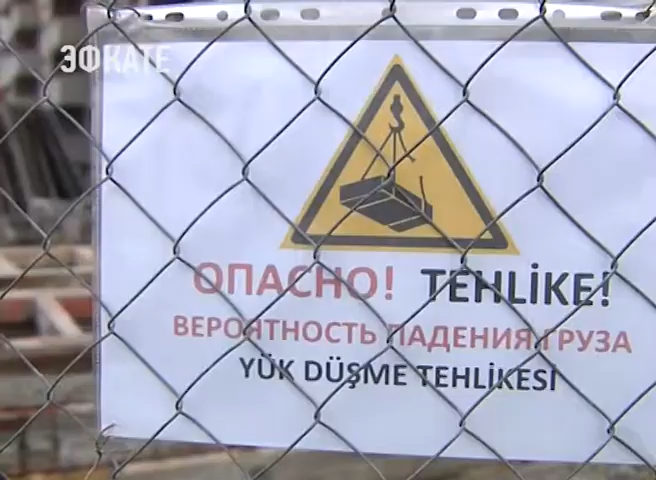 ЭФКАТЕ
ОПАСНО! TEHLİKE!
ВЕРОЯТНОСТЬ ПАДЕНИЯ ГРУЗА
YÜK DÜŞME TEHLİKESİ